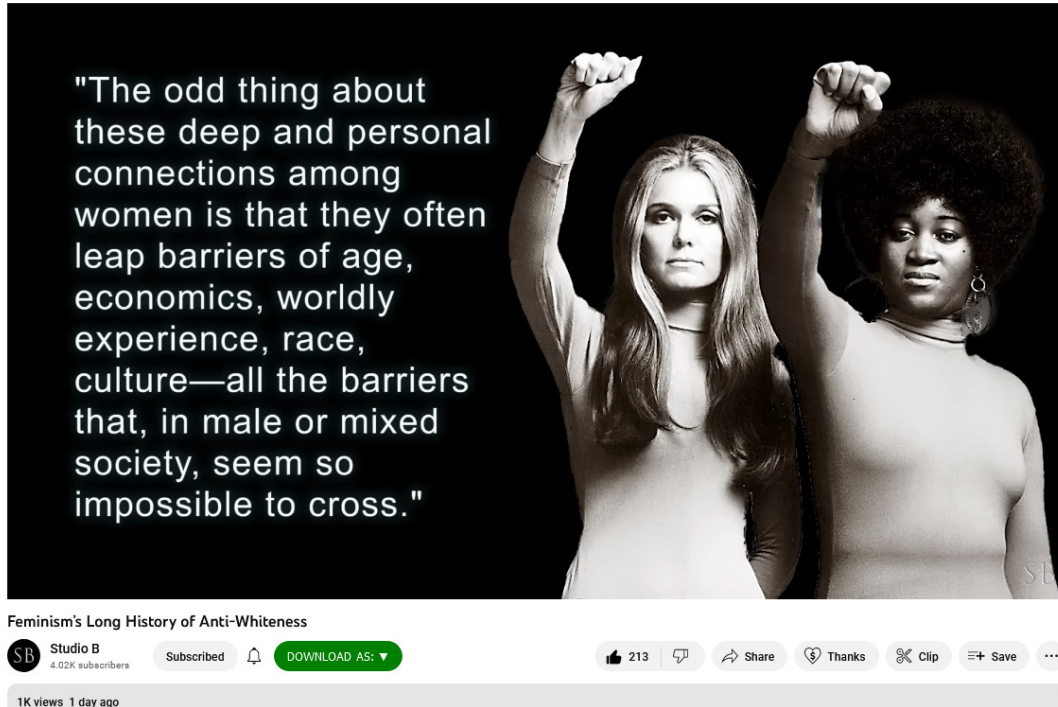 "The odd thing about
these deep and personal
connections among
women is that they often
leap barriers of age,
economics, worldly
experience, race,
culture—all the barriers
that, in male or mixed
society, seem so
impossible to cross."
SB
Feminism's Long History of Anti-Whiteness
SB
Studio B
4.02K subscribers
Subscribed
DOWNLOAD AS: ▼
213
Share
Thanks
Clip
Save
1K views 1 day ago